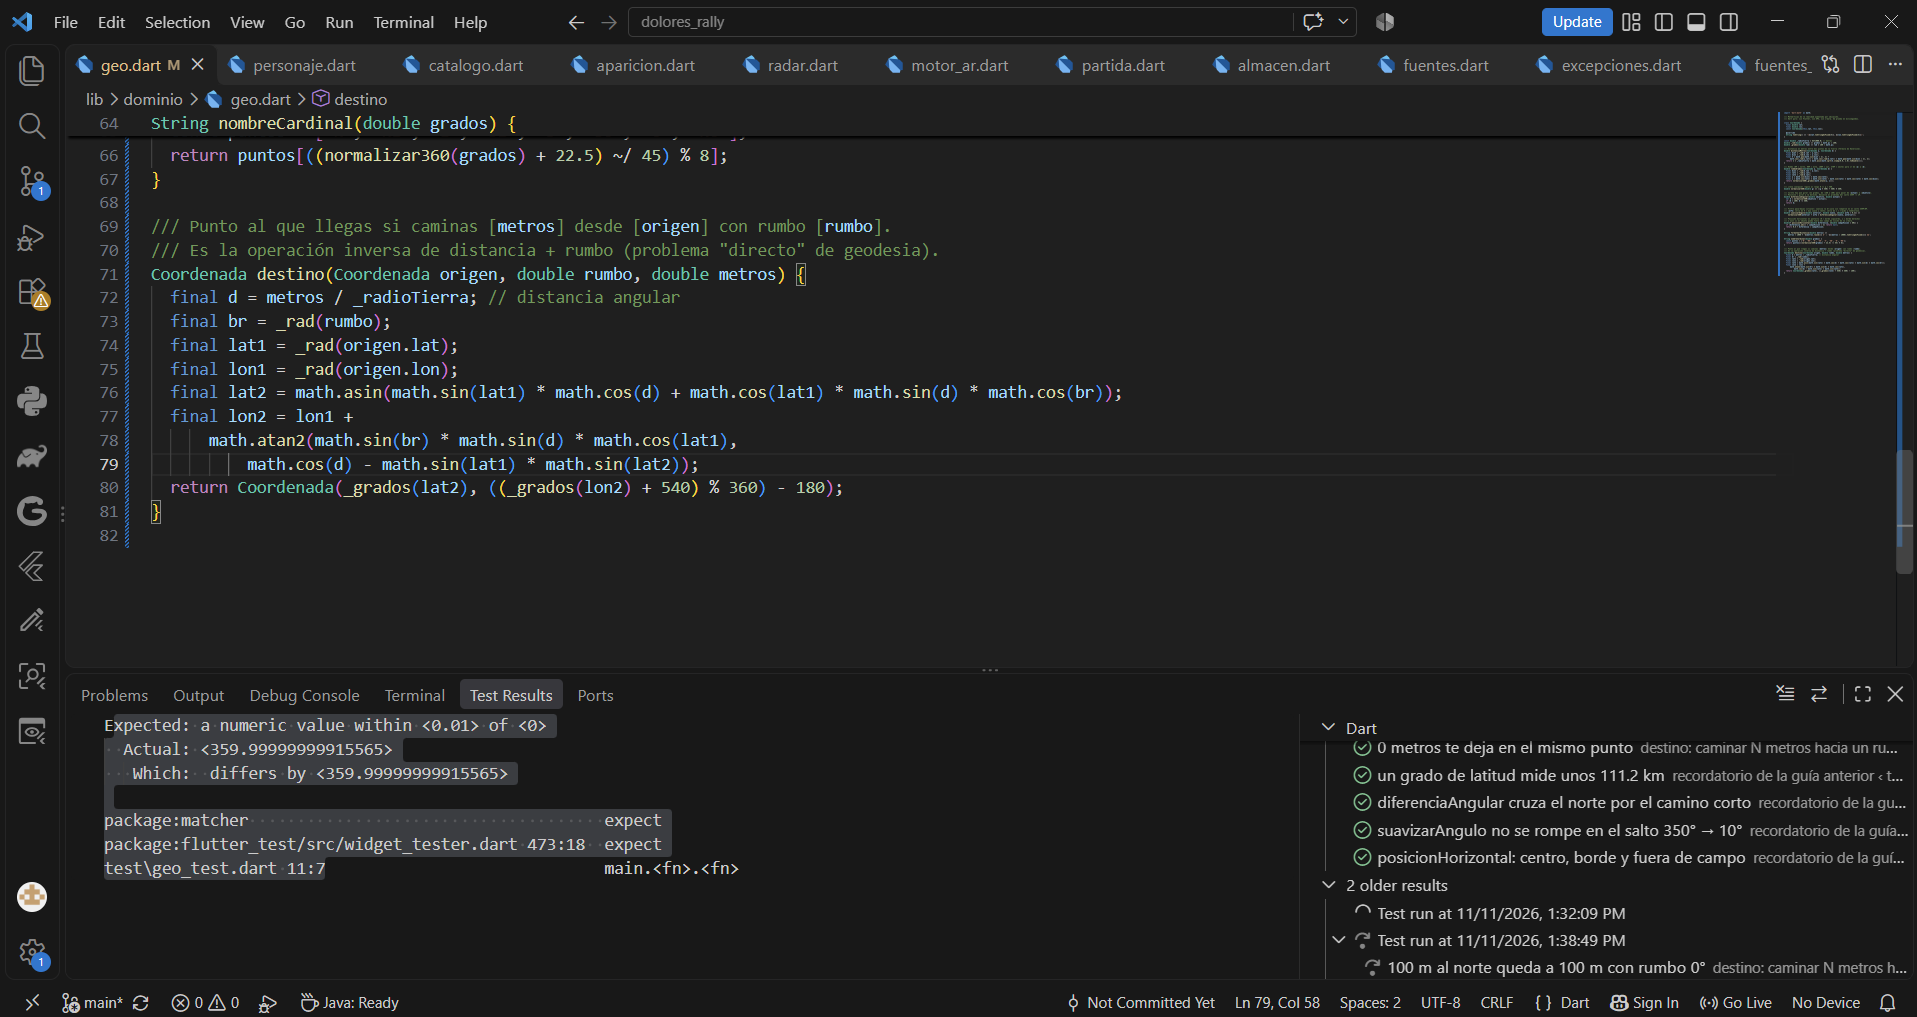 File Edit Selection View Go Run Terminal Help
dolores_rally
Update
geo.dart M
personaje.dart
catalogo.dart
aparicion.dart
radar.dart
motor_ar.dart
partida.dart
almacen.dart
fuentes.dart
excepciones.dart
fuentes_
lib > dominio > geo.dart > destino
64 String nombreCardinal(double grados) {
66 return puntos[((normalizar360(grados) + 22.5) ~/ 45) % 8];
67 }
68
69 /// Punto al que llegas si caminas [metros] desde [origen] con rumbo [rumbo].
70 /// Es la operación inversa de distancia + rumbo (problema "directo" de geodesia).
71 Coordenada destino(Coordenada origen, double rumbo, double metros) {
72 final d = metros / _radioTierra; // distancia angular
73 final br = _rad(rumbo);
74 final lat1 = _rad(origen.lat);
75 final lon1 = _rad(origen.lon);
76 final lat2 = math.asin(math.sin(lat1) * math.cos(d) + math.cos(lat1) * math.sin(d) * math.cos(br));
77 final lon2 = lon1 +
78 math.atan2(math.sin(br) * math.sin(d) * math.cos(lat1),
79 math.cos(d) - math.sin(lat1) * math.sin(lat2));
80 return Coordenada(_grados(lat2), ((_grados(lon2) + 540) % 360) - 180);
81 }
82
Problems Output Debug Console Terminal Test Results Ports
Expected: a numeric value within <0.01> of <0>
Actual: <359.99999999915565>
Which: differs by <359.99999999915565>
package:matcher expect
package:flutter_test/src/widget_tester.dart 473:18 expect
test\geo_test.dart 11:7 main.<fn>.<fn>
Dart
0 metros te deja en el mismo punto destino: caminar N metros hacia un ru...
un grado de latitud mide unos 111.2 km recordatorio de la guía anterior ‹ t...
diferenciaAngular cruza el norte por el camino corto recordatorio de la gu...
suavizarAngulo no se rompe en el salto 350° → 10° recordatorio de la guía...
posicionHorizontal: centro, borde y fuera de campo recordatorio de la guí...
2 older results
Test run at 11/11/2026, 1:32:09 PM
Test run at 11/11/2026, 1:38:49 PM
100 m al norte queda a 100 m con rumbo 0° destino: caminar N metros h...
1
1
main* 0 0 Java: Ready
Not Committed Yet Ln 79, Col 58 Spaces: 2 UTF-8 CRLF { } Dart Sign In Go Live No Device